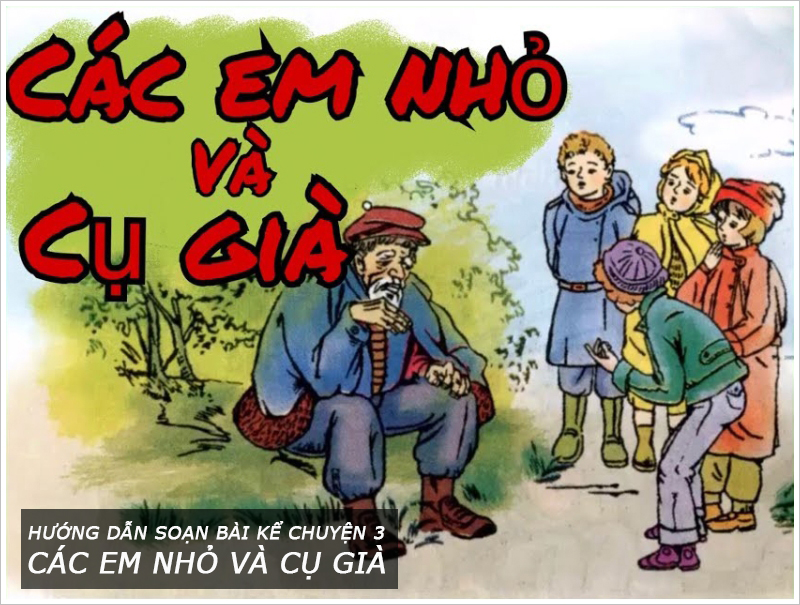 Các em nhỏ
và
Cụ già
HƯỚNG DẪN SOẠN BÀI KỂ CHUYỆN 3
CÁC EM NHỎ VÀ CỤ GIÀ